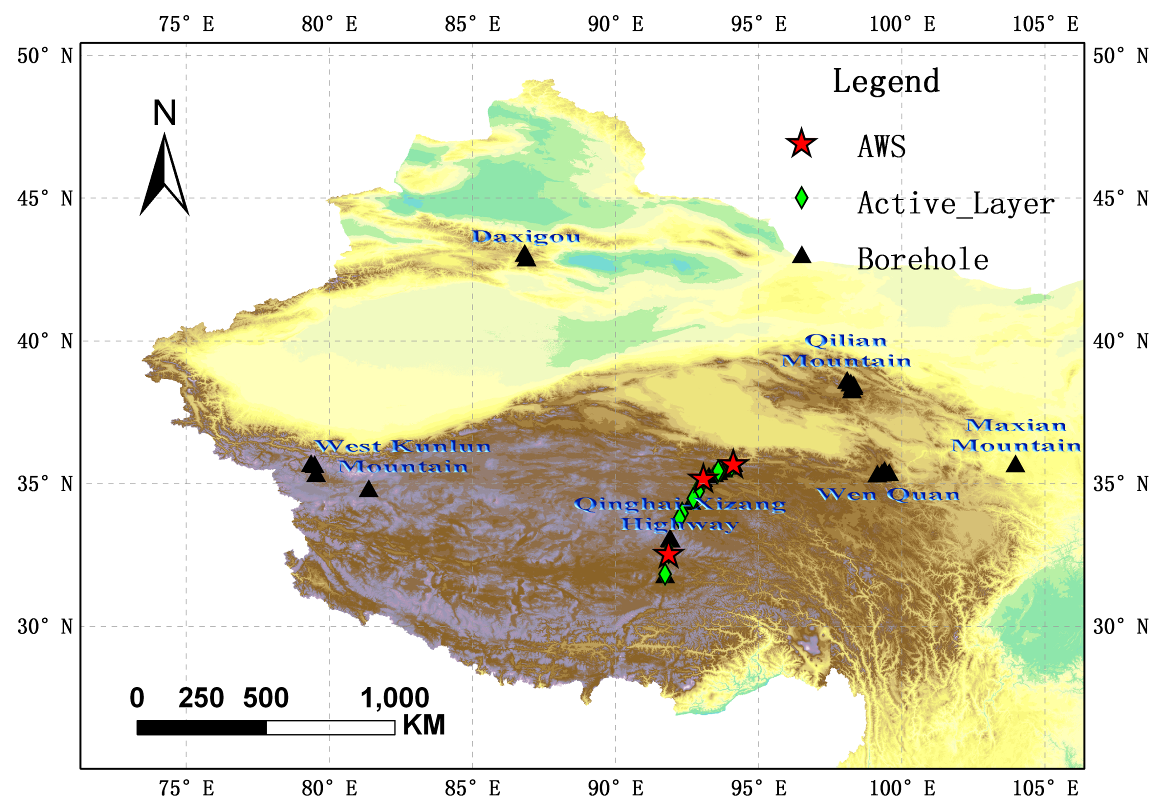 75° E 80° E 85° E 90° E 95° E 100° E 105° E
50° N 50° N
Legend
N
AWS
45° N 45° N
Active_Layer
Daxigou
Borehole
40° N 40° N
Qilian
Mountain
Maxian
Mountain
West Kunlun
Mountain
35° N 35° N
Wen Quan
Qinghai Xizang
Highway
30° N 30° N
0 250 500 1,000
KM
75° E 80° E 85° E 90° E 95° E 100° E 105° E